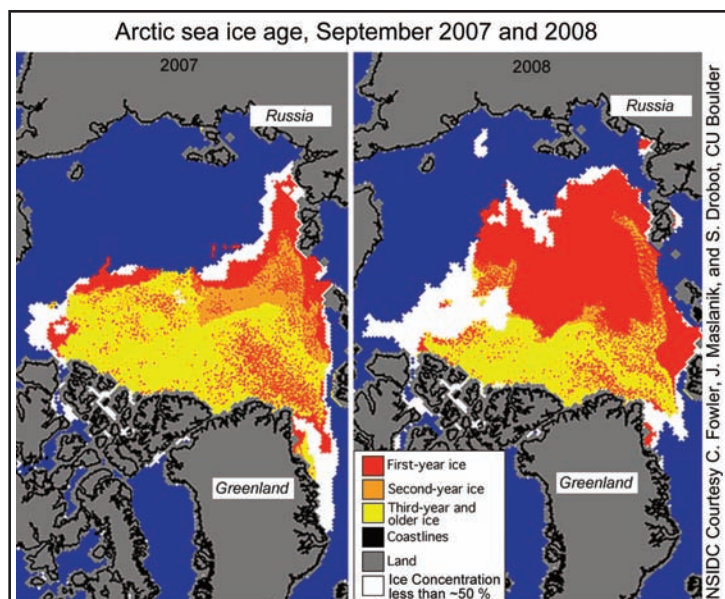 Arctic sea ice age, September 2007 and 2008
2007
Russia
Greenland
2008
Russia
Greenland
First-year ice
Second-year ice
Third-year and
older ice
Coastlines
Land
Ice Concentration
less than ~50 %
NSIDC Courtesy C. Fowler, J. Maslanik, and S. Drobot, CU Boulder